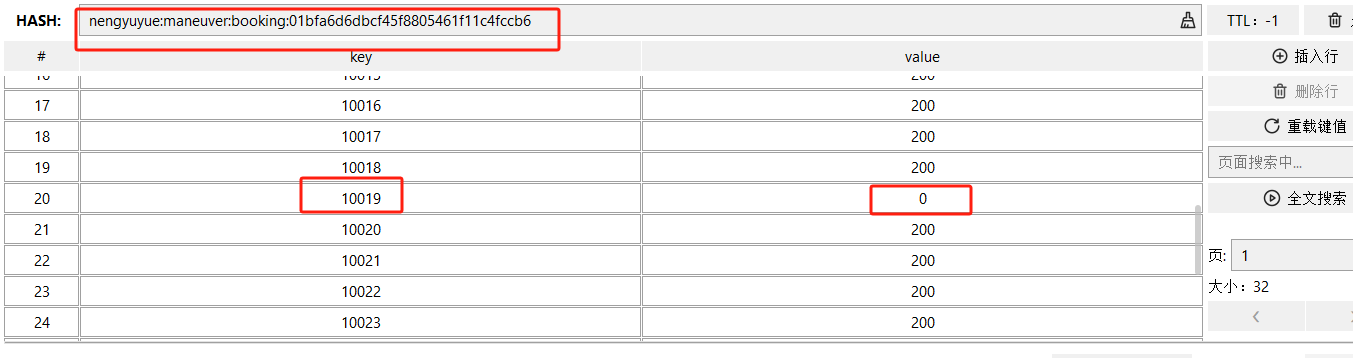 HASH: nengyuyue:maneuver:booking:01bfa6d6dbcf45f8805461f11c4fccb6 TTL：-1
# key value 插入行
16 10015 200
17 10016 200 删除行
18 10017 200 重载键值
19 10018 200 页面搜索中...
20 10019 0 全文搜索
21 10020 200
22 10021 200 页: 1
23 10022 200 大小：32
24 10023 200